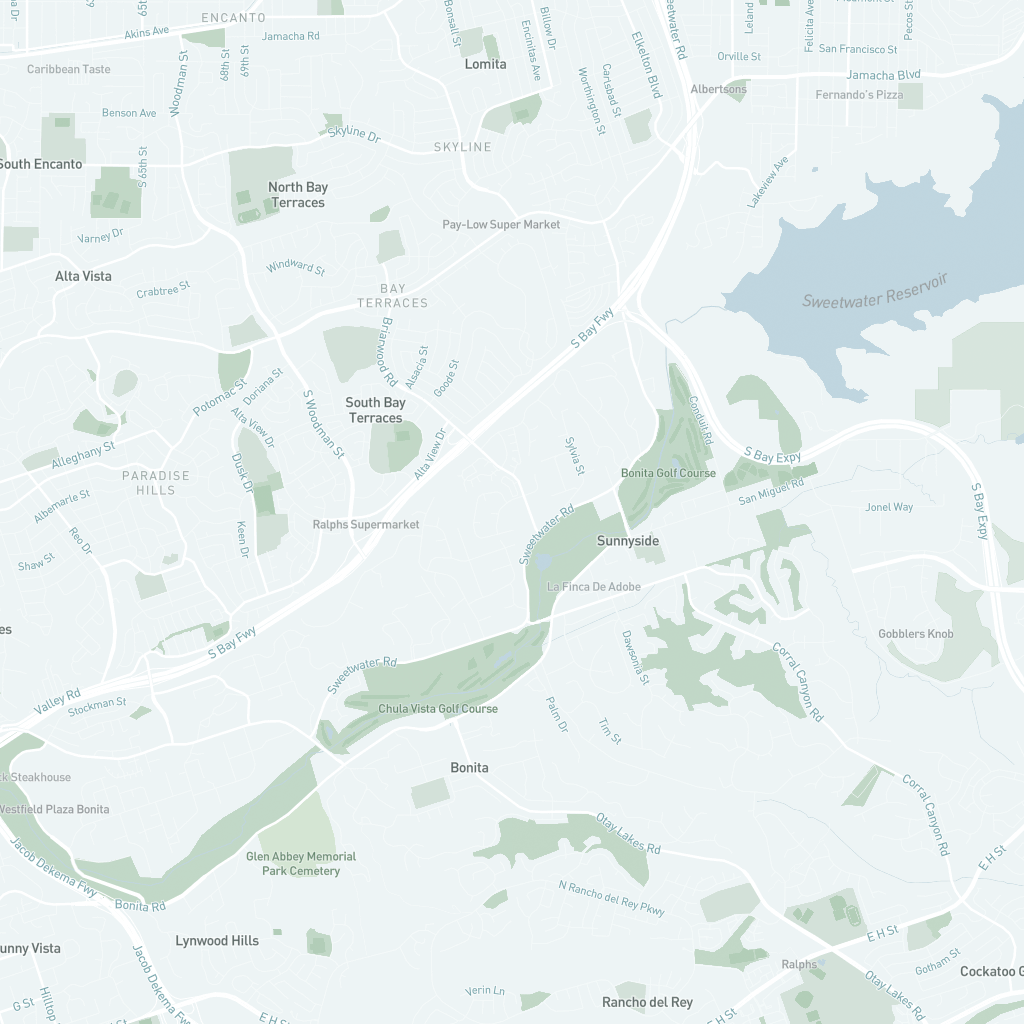 ENCANTO
Akins Ave
Jamacha Rd
65th St
Caribbean Taste
Woodman St
68th St
69th St
Benson Ave
South Encanto
S 65th St
Skyline Dr
SKYLINE
Lomita
Bonsall St
Encinitas Ave
Billow Dr
Worthington St
Carlsbad St
Elkelton Blvd
Sweetwater Rd
Leland
Orville St
Felicita Ave
Pecos St
San Francisco St
Jamacha Blvd
Albertsons
Fernando's Pizza
North Bay
Terraces
Lakeview Ave
Pay-Low Super Market
Varney Dr
Alta Vista
Windward St
Crabtree St
BAY
TERRACES
Sweetwater Reservoir
S Bay Fwy
Briarwood Rd
Alsacia St
Goode St
Potomac St
Doriana St
S Woodman St
South Bay
Terraces
Conduit Rd
Alta View Dr
Alta View Dr
Sylvia St
Alleghany St
S Bay Expy
Dusk Dr
Bonita Golf Course
PARADISE
HILLS
San Miguel Rd
Albemarle St
Jonel Way
S Bay Expy
Ralphs Supermarket
Reo Dr
Keen Dr
Sweetwater Rd
Sunnyside
Shaw St
La Finca De Adobe
Gobblers Knob
S Bay Fwy
Dawsonia St
Sweetwater Rd
Corral Canyon Rd
Valley Rd
Stockman St
Chula Vista Golf Course
Palm Dr
Tim St
Bonita
Steakhouse
Westfield Plaza Bonita
Corral Canyon Rd
Otay Lakes Rd
Jacob Dekema Fwy
Glen Abbey Memorial
Park Cemetery
E H St
N Rancho del Rey Pkwy
Bonita Rd
E H St
Lynwood Hills
Jacob Dekema Fwy
Ralphs
Gotham St
Otay Lakes Rd
Verin Ln
Rancho del Rey
G St
E H St
E H St